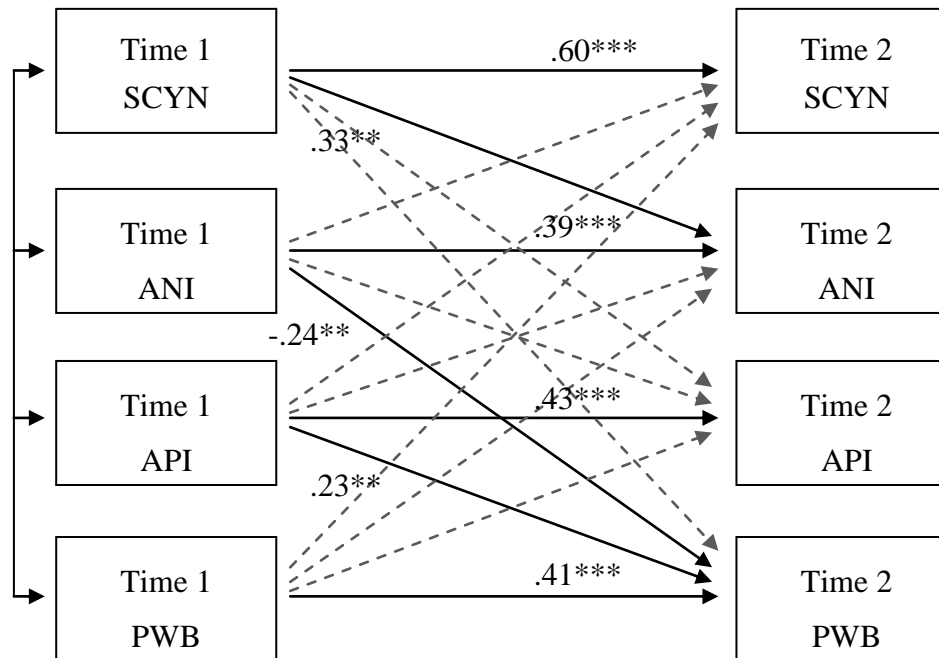 Time 1
SCYN
.60***
Time 2
SCYN
.33**
Time 1
ANI
.39***
Time 2
ANI
-.24**
Time 1
API
.43***
Time 2
API
.23**
Time 1
PWB
.41***
Time 2
PWB